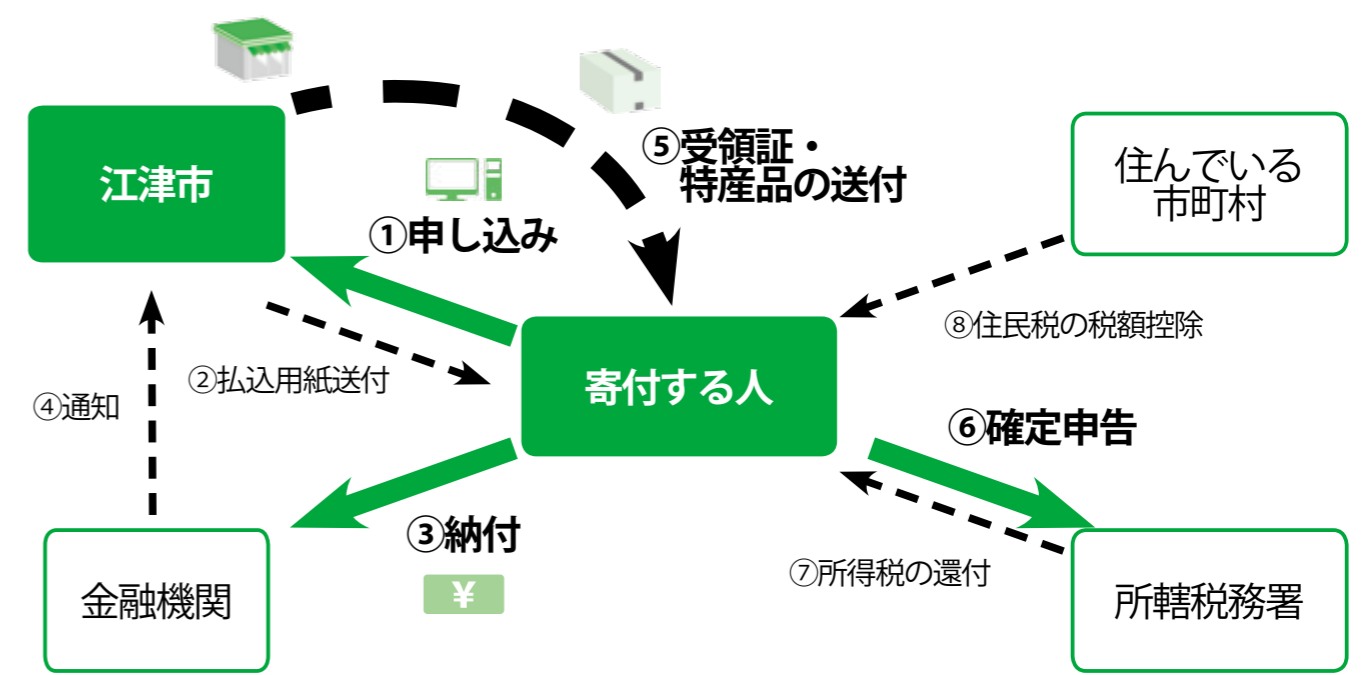 江津市
①申し込み
⑤受領証・
特産品の送付
住んでいる
市町村
②払込用紙送付
④通知
寄付する人
⑧住民税の税額控除
⑥確定申告
③納付
¥
⑦所得税の還付
金融機関
所轄税務署